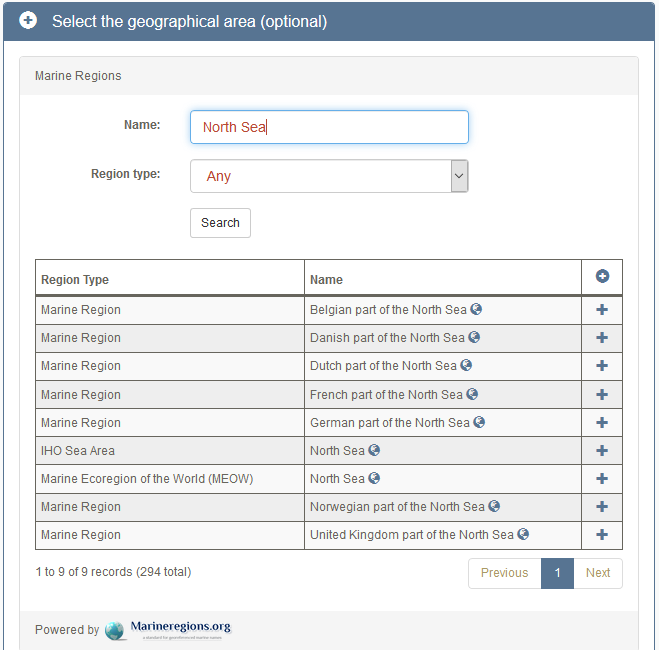 Select the geographical area (optional)
Marine Regions
Name: North Sea
Region type: Any
Search
Region Type Name
Marine Region Belgian part of the North Sea
Marine Region Danish part of the North Sea
Marine Region Dutch part of the North Sea
Marine Region French part of the North Sea
Marine Region German part of the North Sea
IHO Sea Area North Sea
Marine Ecoregion of the World (MEOW) North Sea
Marine Region Norwegian part of the North Sea
Marine Region United Kingdom part of the North Sea
1 to 9 of 9 records (294 total) Previous 1 Next
Powered by Marineregions.org